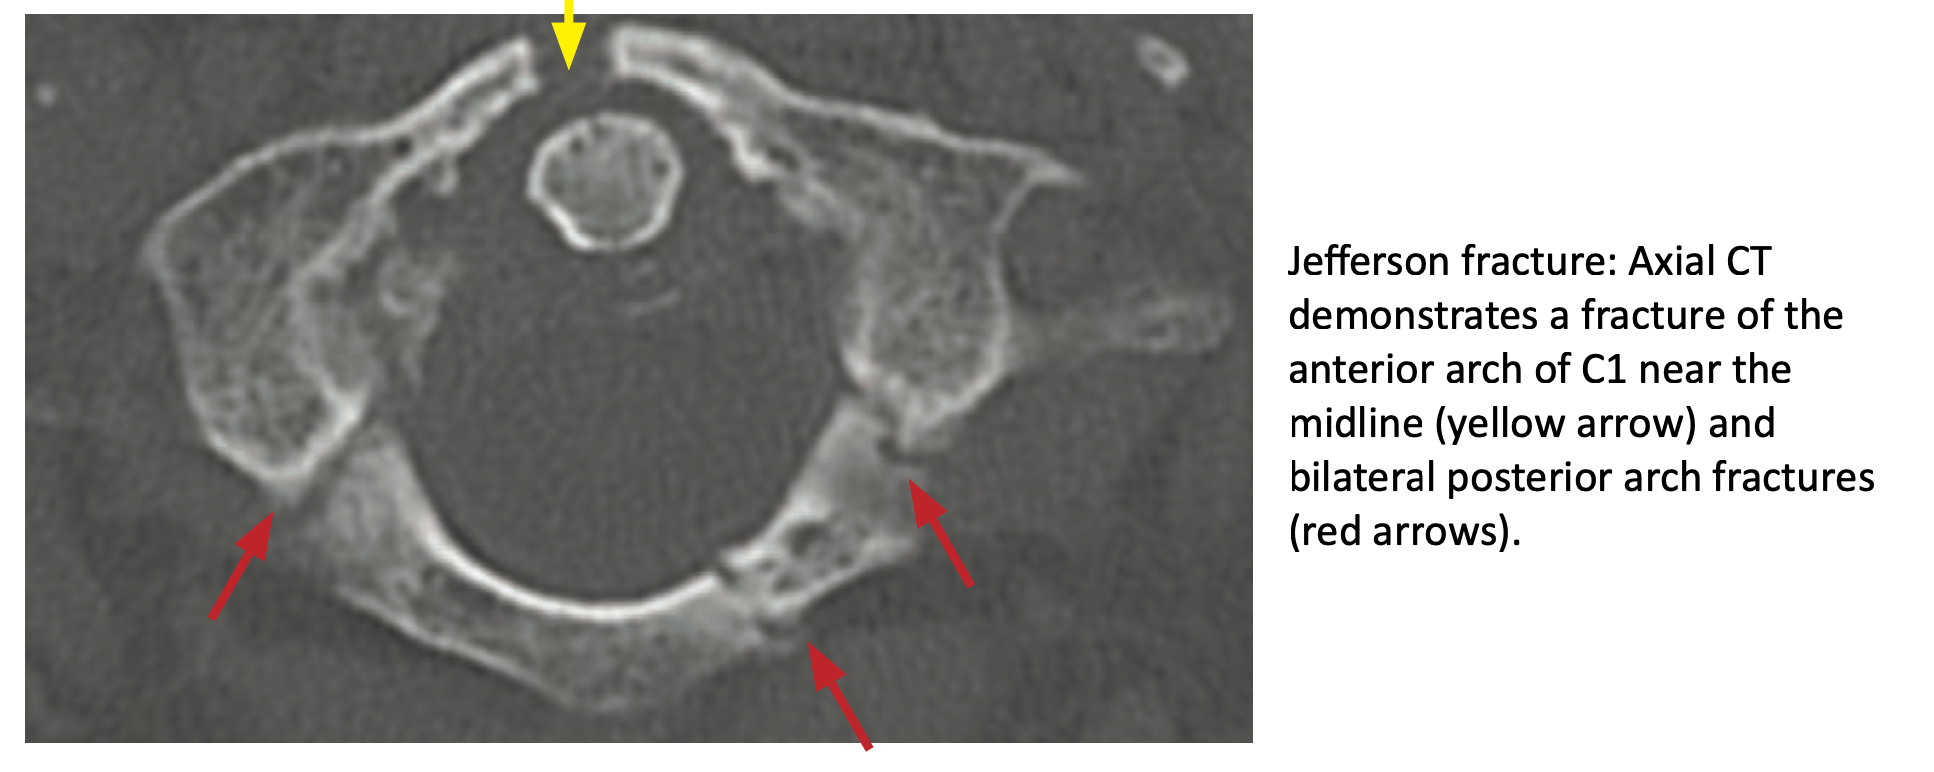 Jefferson fracture: Axial CT
demonstrates a fracture of the
anterior arch of C1 near the
midline (yellow arrow) and
bilateral posterior arch fractures
(red arrows).